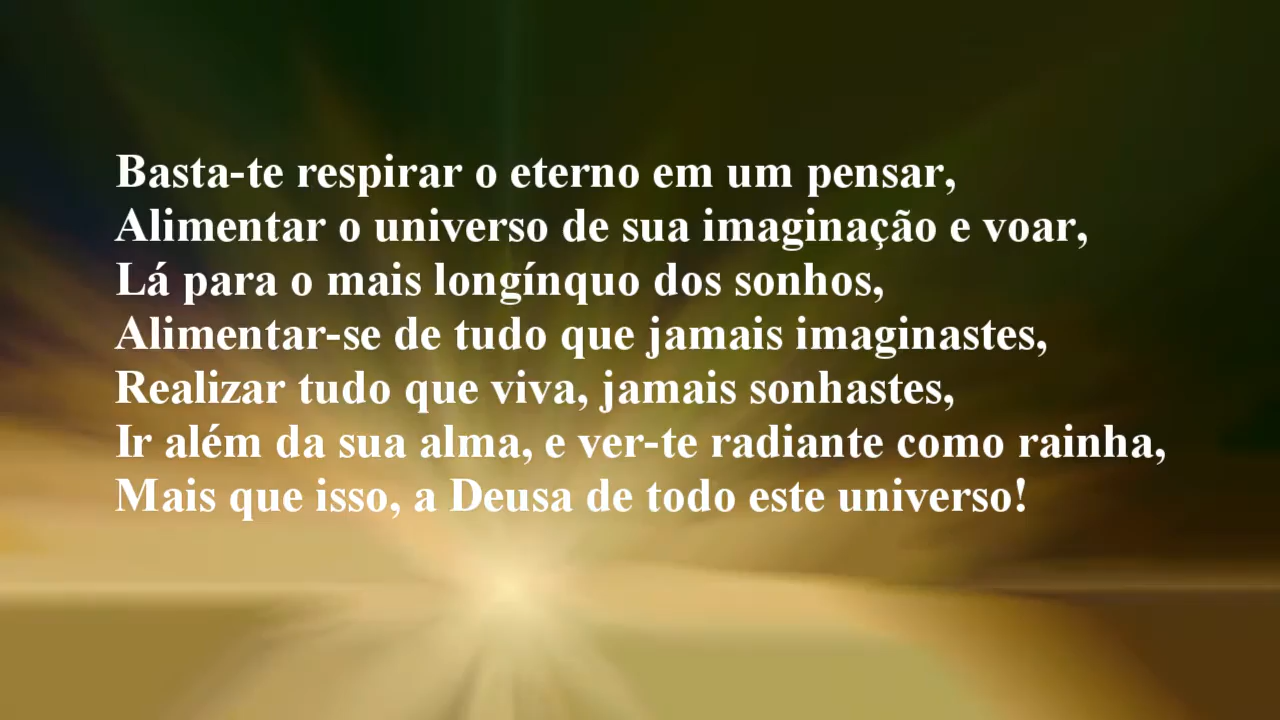 Basta-te respirar o eterno em um pensar,
Alimentar o universo de sua imaginação e voar,
Lá para o mais longínquo dos sonhos,
Alimentar-se de tudo que jamais imaginastes,
Realizar tudo que viva, jamais sonhastes,
Ir além da sua alma, e ver-te radiante como rainha,
Mais que isso, a Deusa de todo este universo!